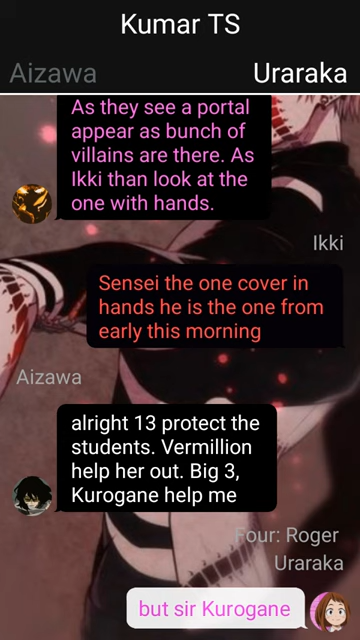 Kumar TS
Aizawa
Uraraka
As they see a portal
appear as bunch of
villains are there. As
Ikki than look at the
one with hands.
Ikki
Sensei the one cover in
hands he is the one from
early this morning
Aizawa
alright 13 protect the
students. Vermillion
help her out. Big 3,
Kurogane help me
Four: Roger
Uraraka
but sir Kurogane